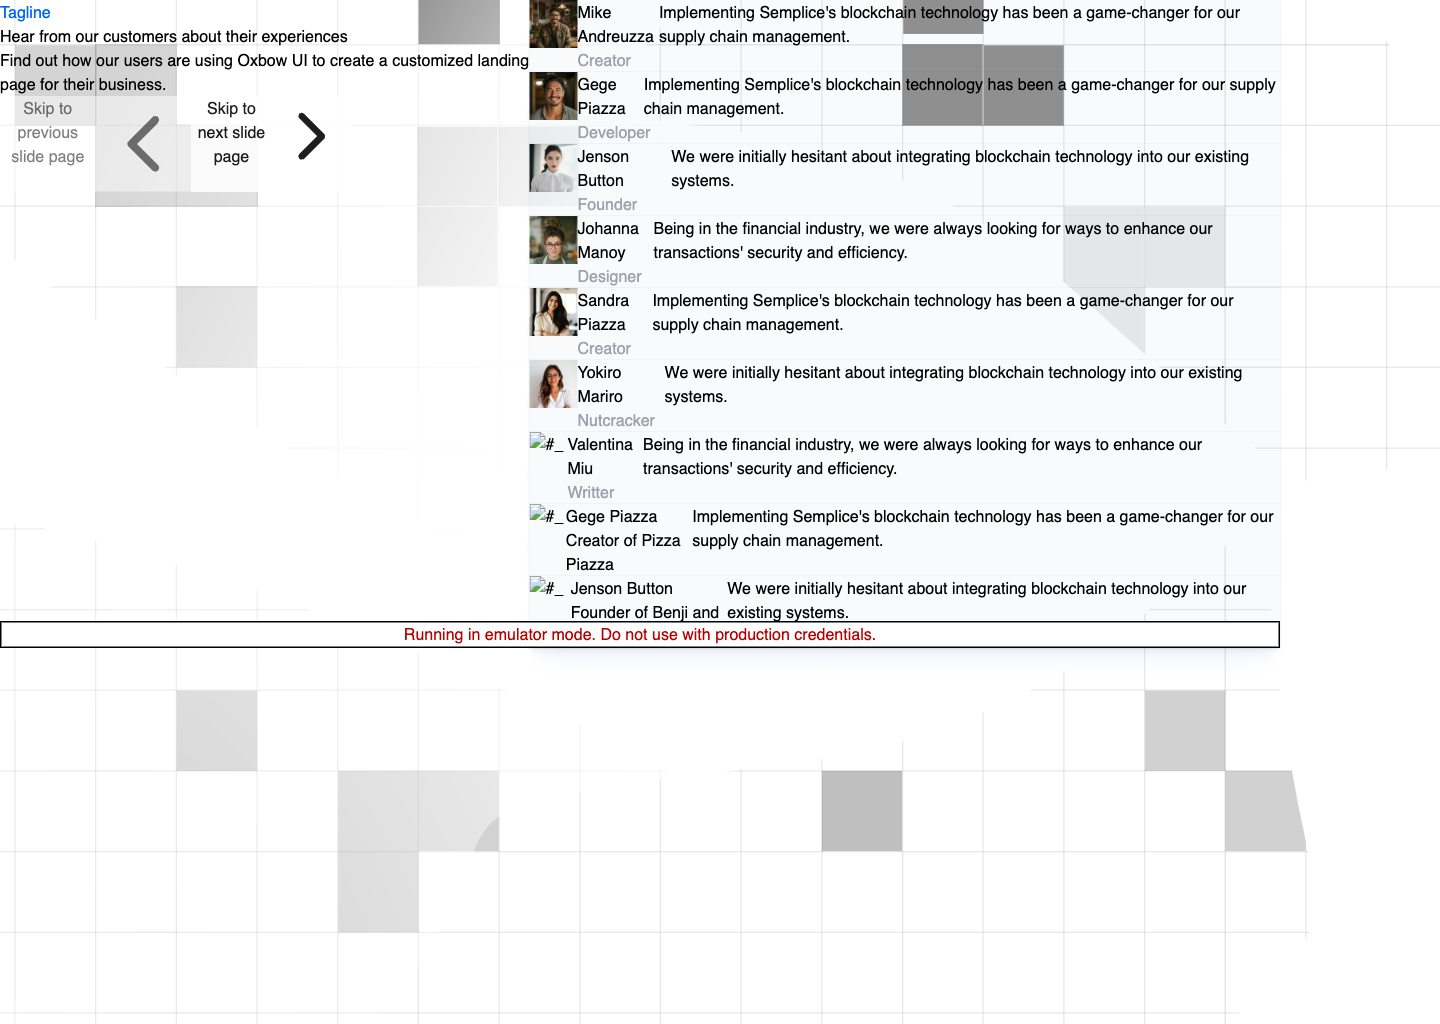 Tagline
Hear from our customers about their experiences
Find out how our users are using Oxbow UI to create a customized landing
page for their business.
Skip to
previous
slide page
Skip to
next slide
page
Mike
Andreuzza
Creator
Implementing Semplice's blockchain technology has been a game-changer for our
supply chain management.
Gege
Piazza
Developer
Implementing Semplice's blockchain technology has been a game-changer for our supply
chain management.
Jenson
Button
Founder
We were initially hesitant about integrating blockchain technology into our existing
systems.
Johanna
Manoy
Designer
Being in the financial industry, we were always looking for ways to enhance our
transactions' security and efficiency.
Sandra
Piazza
Creator
Implementing Semplice's blockchain technology has been a game-changer for our
supply chain management.
Yokiro
Mariro
Nutcracker
We were initially hesitant about integrating blockchain technology into our existing
systems.
#_
Valentina
Miu
Writter
Being in the financial industry, we were always looking for ways to enhance our
transactions' security and efficiency.
#_
Gege Piazza
Creator of Pizza
Piazza
Implementing Semplice's blockchain technology has been a game-changer for our
supply chain management.
#_
Jenson Button
Founder of Benji and
We were initially hesitant about integrating blockchain technology into our
existing systems.
Running in emulator mode. Do not use with production credentials.